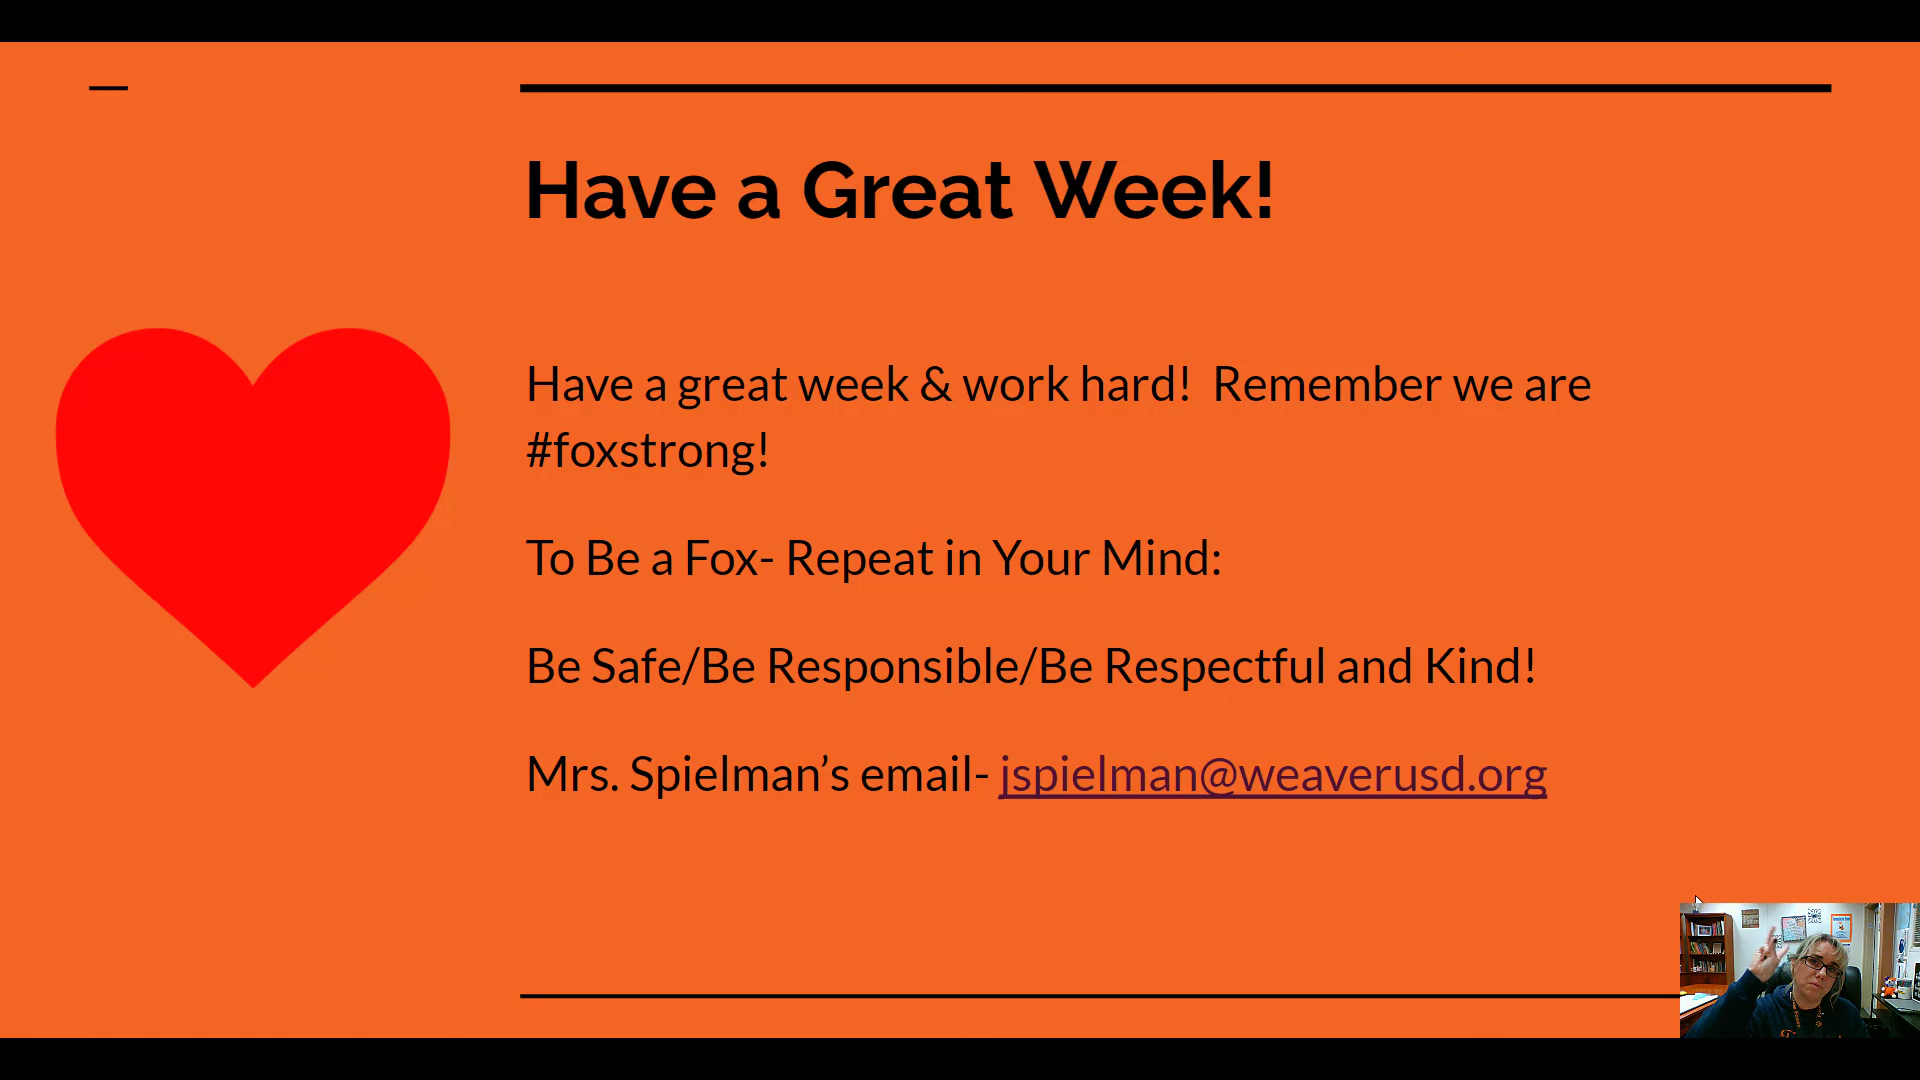 Have a Great Week!
Have a great week & work hard!  Remember we are
#foxstrong!
To Be a Fox- Repeat in Your Mind:
Be Safe/Be Responsible/Be Respectful and Kind!
Mrs. Spielman’s email- jspielman@weaverusd.org